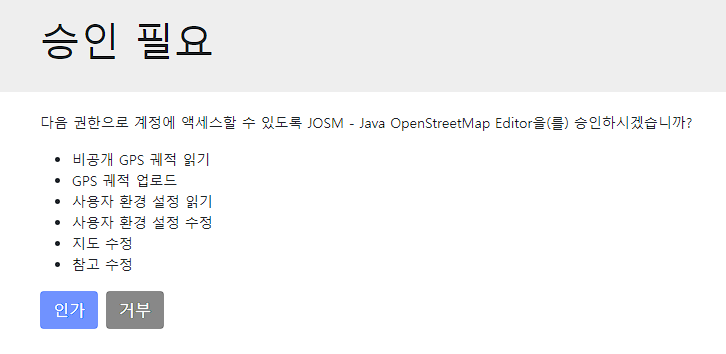 승인 필요
다음 권한으로 계정에 액세스할 수 있도록 JOSM - Java OpenStreetMap Editor을(를) 승인하시겠습니까?
비공개 GPS 궤적 읽기
GPS 궤적 업로드
사용자 환경 설정 읽기
사용자 환경 설정 수정
지도 수정
참고 수정
인가 거부